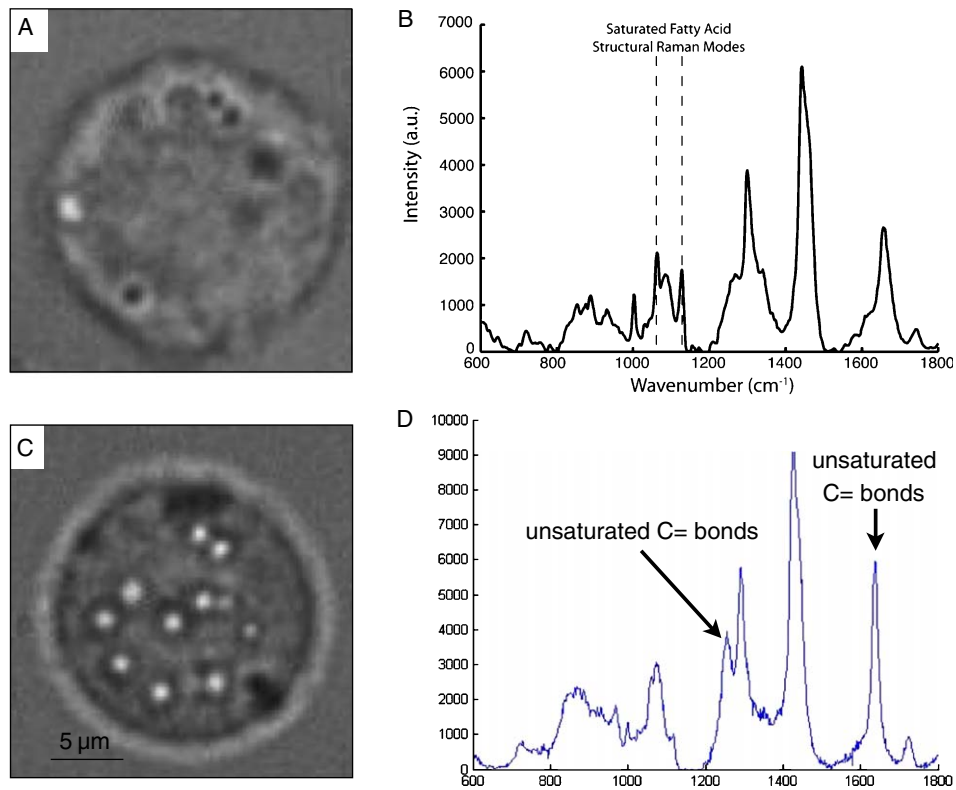 A
B
Saturated Fatty Acid
Structural Raman Modes
Intensity (a.u.)
7000
6000
5000
4000
3000
2000
1000
0
600
800
1000
1200
1400
1600
1800
Wavenumber (cm-1)
C
5 µm
D
unsaturated
C= bonds
unsaturated C= bonds
10000
9000
8000
7000
6000
5000
4000
3000
2000
1000
0
600
800
1000
1200
1400
1600
1800